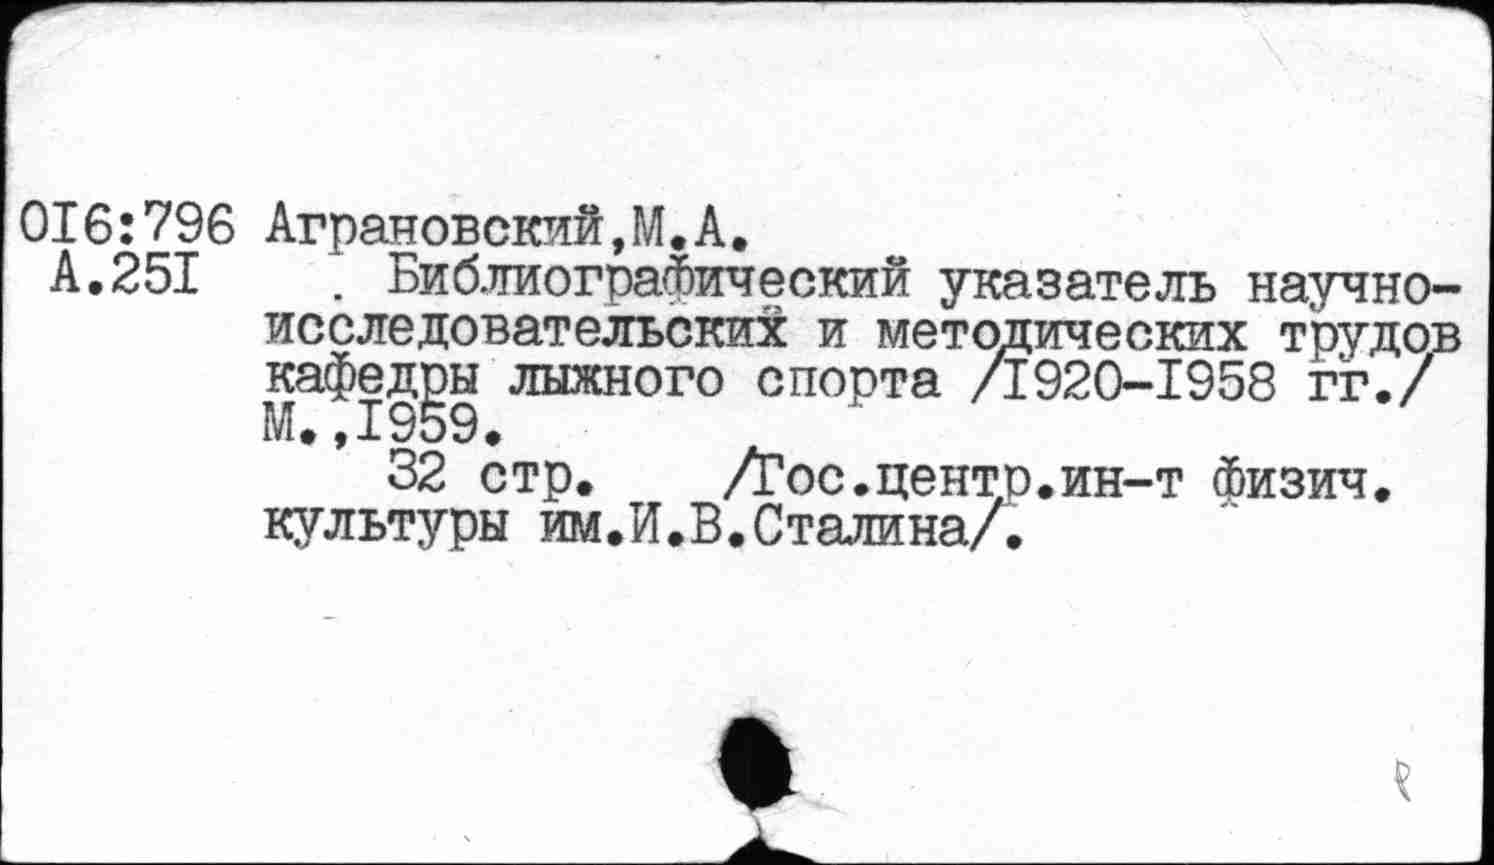 016:796 Аграновский,М.А.
А.251 . Библиографический указатель научно-
исследовательских и методических трудов
кафедры лыжного спорта /1920-1958 гг./
М.,1959.
32 стр. /Гос.центр.ин-т физич.
культуры им.И.В.Сталина/.